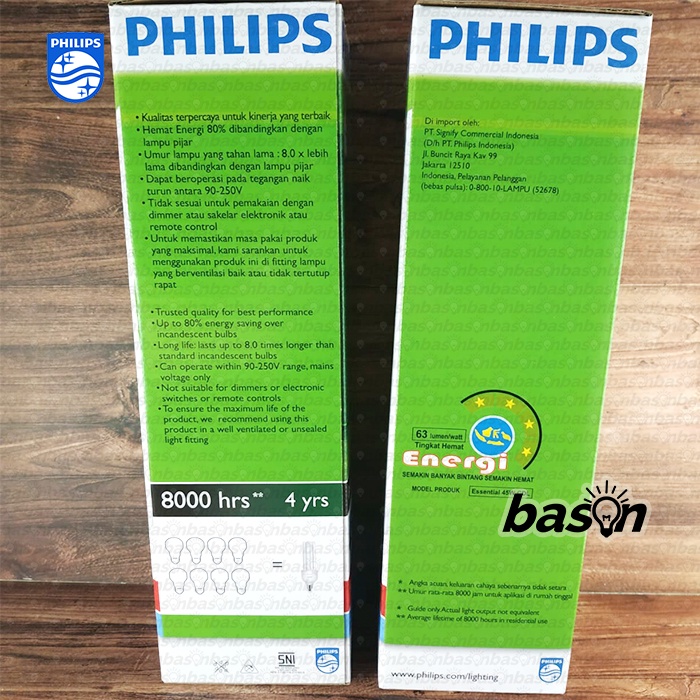 PHILIPS
PHILIPS
• Kualitas terpercaya untuk kinerja yang terbaik
• Hemat Energi 80% dibandingkan dengan
lampu pijar
• Umur lampu yang tahan lama : 8.0 x lebih
lama dibandingkan dengan lampu pijar
• Dapat beroperasi pada tegangan naik
turun antara 90-250V
• Tidak sesuai untuk pemakaian dengan
dimmer atau sakelar elektronik atau
remote control
• Untuk memastikan masa pakai produk
yang maksimal, kami sarankan untuk
menggunakan produk ini di fitting lampu
yang berventilasi baik atau tidak tertutup
rapat
• Trusted quality for best performance
• Up to 80% energy saving over
incandescent bulbs
• Long life: lasts up to 8.0 times longer than
standard incandescent bulbs
• Can operate within 90-250V range, mains
voltage only
• Not suitable for dimmers or electronic
switches or remote controls
• To ensure the maximum life of the
product, we recommend using this
product in a well ventilated or unsealed
light fitting
8000 hrs** 4 yrs
=
SNI
PHILIPS
PHILIPS
Di import oleh:
PT. Signify Commercial Indonesia
(D/h PT. Philips Indonesia)
Jl. Buncit Raya Kav 99
Jakarta 12510
Indonesia, Pelayanan Pelanggan
(bebas pulsa): 0-800-10-LAMPU (52678)
63 lumen/watt
Tingkat Hemat
Energi
SEMAKIN BANYAK BINTANG SEMAKIN HEMAT
MODEL PRODUK Essential 45W CDL
bason
* Angka acuan, keluaran cahaya sebenarnya tidak setara
** Umur rata-rata 8000 jam untuk aplikasi di rumah tinggal
* Guide only. Actual light output not equivalent
** Average lifetime of 8000 hours in residential use
www.philips.com/lighting
PHILIPS